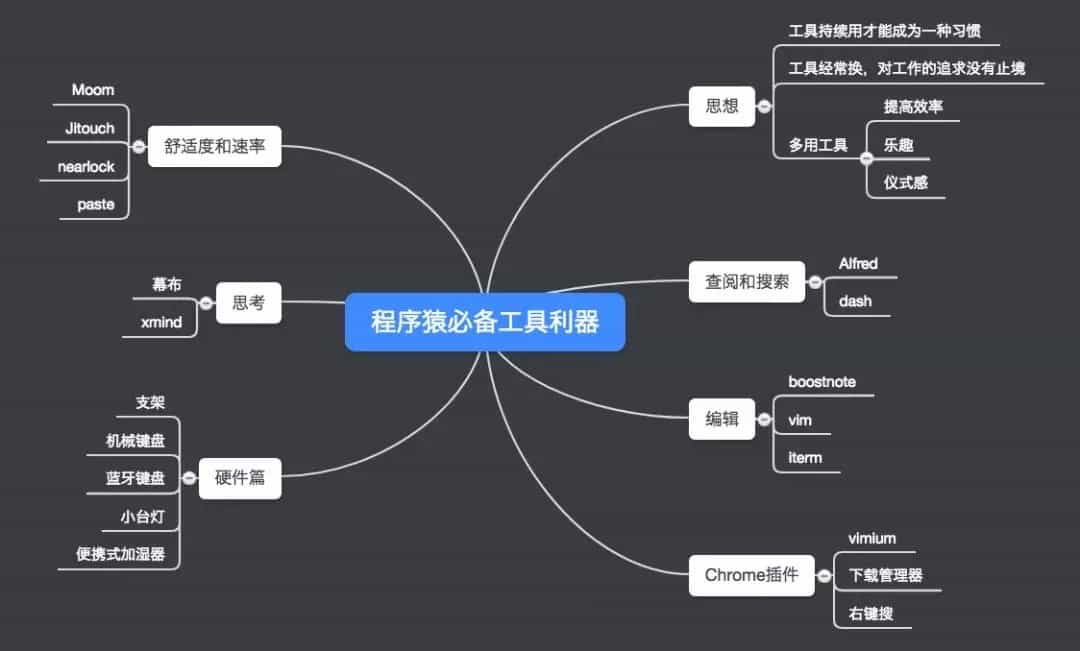 程序猿必备工具利器
思想
工具持续用才能成为一种习惯
工具经常换，对工作的追求没有止境
多用工具
提高效率
乐趣
仪式感
查阅和搜索
Alfred
dash
编辑
boostnote
vim
iterm
Chrome插件
vimium
下载管理器
右键搜
舒适度和速率
Moom
Jitouch
nearlock
paste
思考
幕布
xmind
硬件篇
支架
机械键盘
蓝牙键盘
小台灯
便携式加湿器